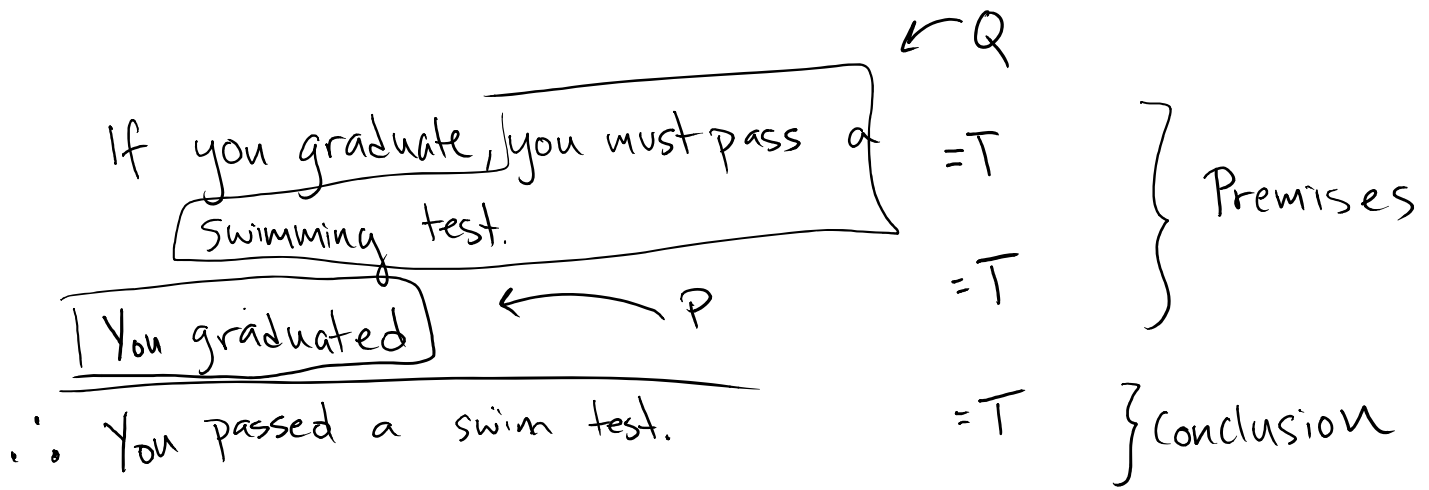 Q
If you graduate, you must pass a =T
swimming test.
Premises
You graduated P =T
∴ You passed a swim test. =T } Conclusion